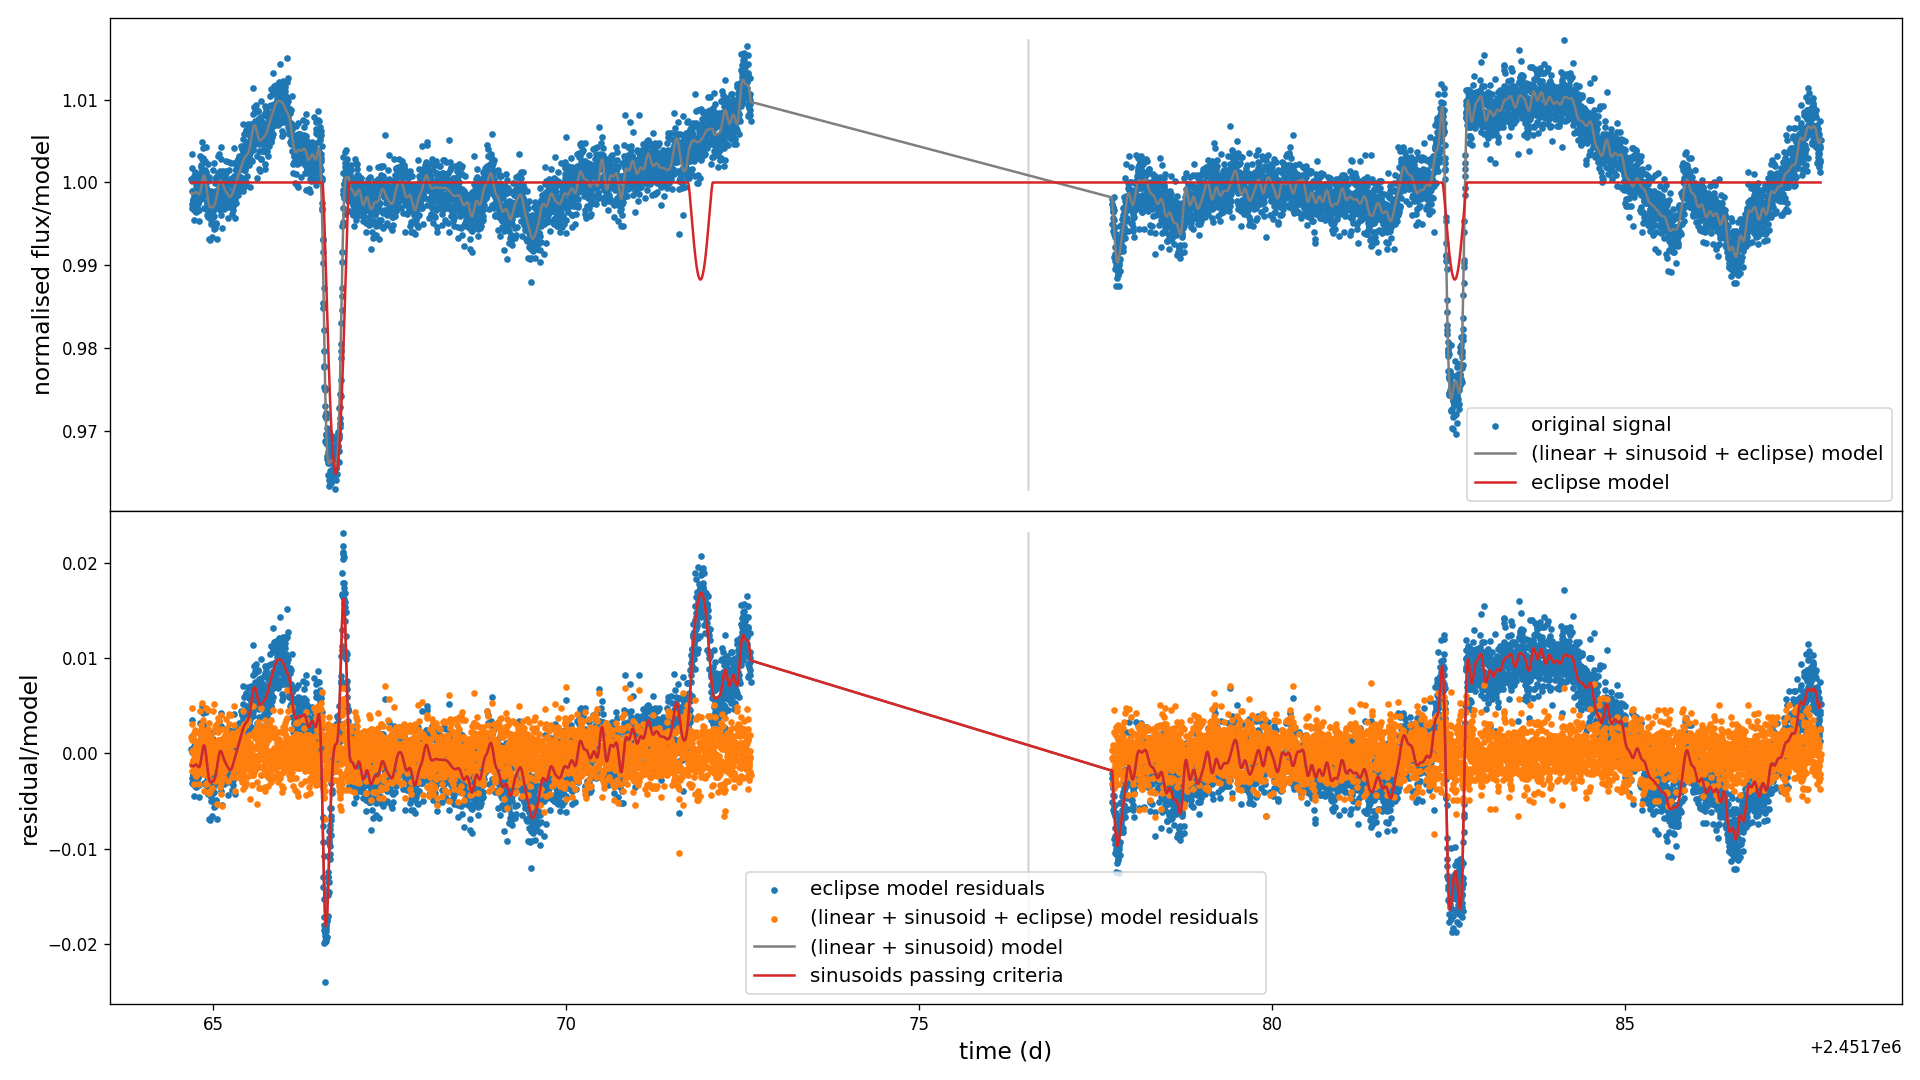 normalised flux/model
1.01
1.00
0.99
0.98
0.97
original signal
(linear + sinusoid + eclipse) model
eclipse model
residual/model
0.02
0.01
0.00
−0.01
−0.02
eclipse model residuals
(linear + sinusoid + eclipse) model residuals
(linear + sinusoid) model
sinusoids passing criteria
65
70
75
80
85
time (d)
+2.4517e6